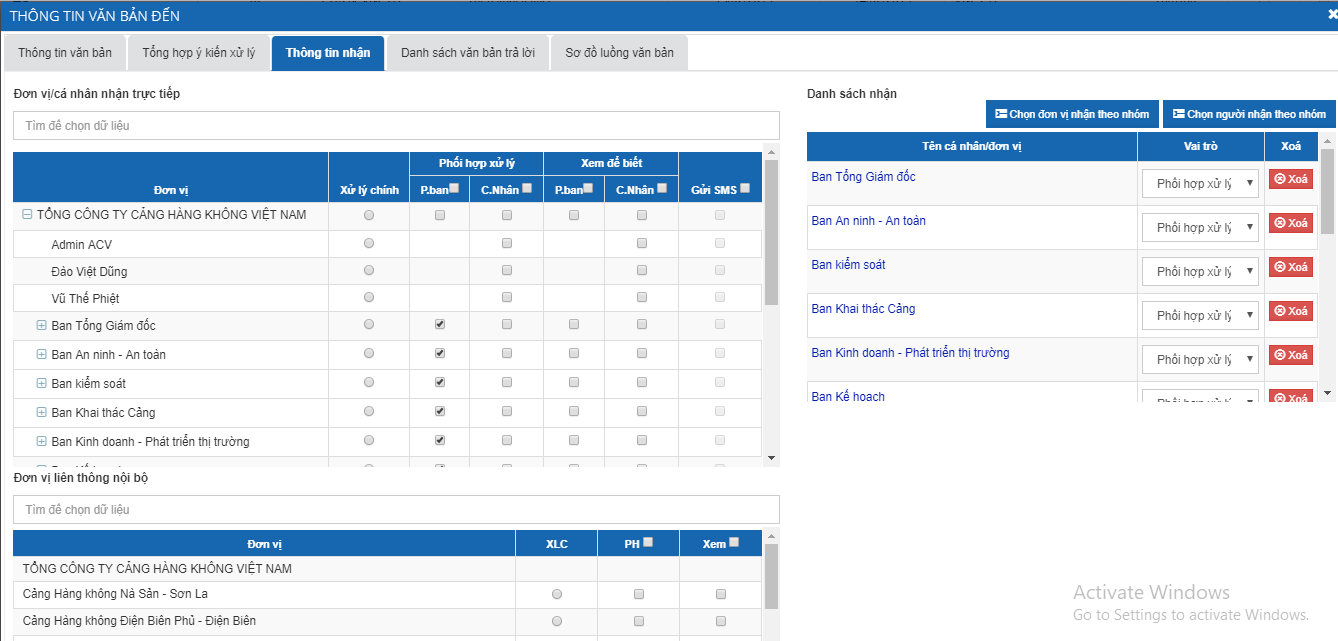 THÔNG TIN VĂN BẢN ĐẾN
Thông tin văn bản Tổng hợp ý kiến xử lý Thông tin nhận Danh sách văn bản trả lời Sơ đồ luồng văn bản
Đơn vị/cá nhân nhận trực tiếp
Tìm để chọn dữ liệu
Đơn vị Xử lý chính Phối hợp xử lý Xem để biết Gửi SMS
P.ban C.Nhân P.ban C.Nhân
TỔNG CÔNG TY CẢNG HÀNG KHÔNG VIỆT NAM
Admin ACV
Đào Việt Dũng
Vũ Thế Phiệt
Ban Tổng Giám đốc
Ban An ninh - An toàn
Ban kiểm soát
Ban Khai thác Cảng
Ban Kinh doanh - Phát triển thị trường
Đơn vị liên thông nội bộ
Tìm để chọn dữ liệu
Đơn vị XLC PH Xem
TỔNG CÔNG TY CẢNG HÀNG KHÔNG VIỆT NAM
Cảng Hàng không Nà Sản - Sơn La
Cảng Hàng không Điện Biên Phủ - Điện Biên
Danh sách nhận
Chọn đơn vị nhận theo nhóm Chọn người nhận theo nhóm
Tên cá nhân/đơn vị Vai trò Xoá
Ban Tổng Giám đốc Phối hợp xử lý Xoá
Ban An ninh - An toàn Phối hợp xử lý Xoá
Ban kiểm soát Phối hợp xử lý Xoá
Ban Khai thác Cảng Phối hợp xử lý Xoá
Ban Kinh doanh - Phát triển thị trường Phối hợp xử lý Xoá
Ban Kế hoạch Phối hợp xử lý Xoá
Activate Windows
Go to Settings to activate Windows.